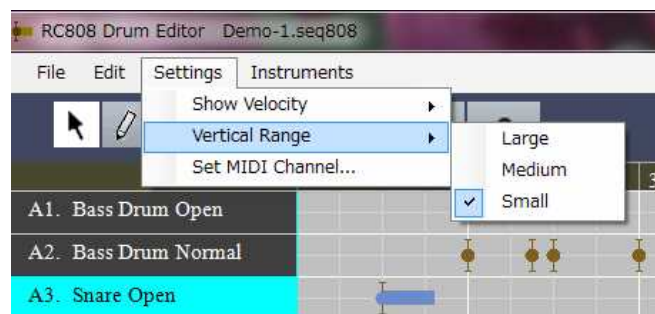 RC808 Drum Editor Demo-1.seq808
File Edit Settings Instruments
Show Velocity
Vertical Range
Set MIDI Channel...
Large
Medium
Small
3
A1. Bass Drum Open
A2. Bass Drum Normal
A3. Snare Open